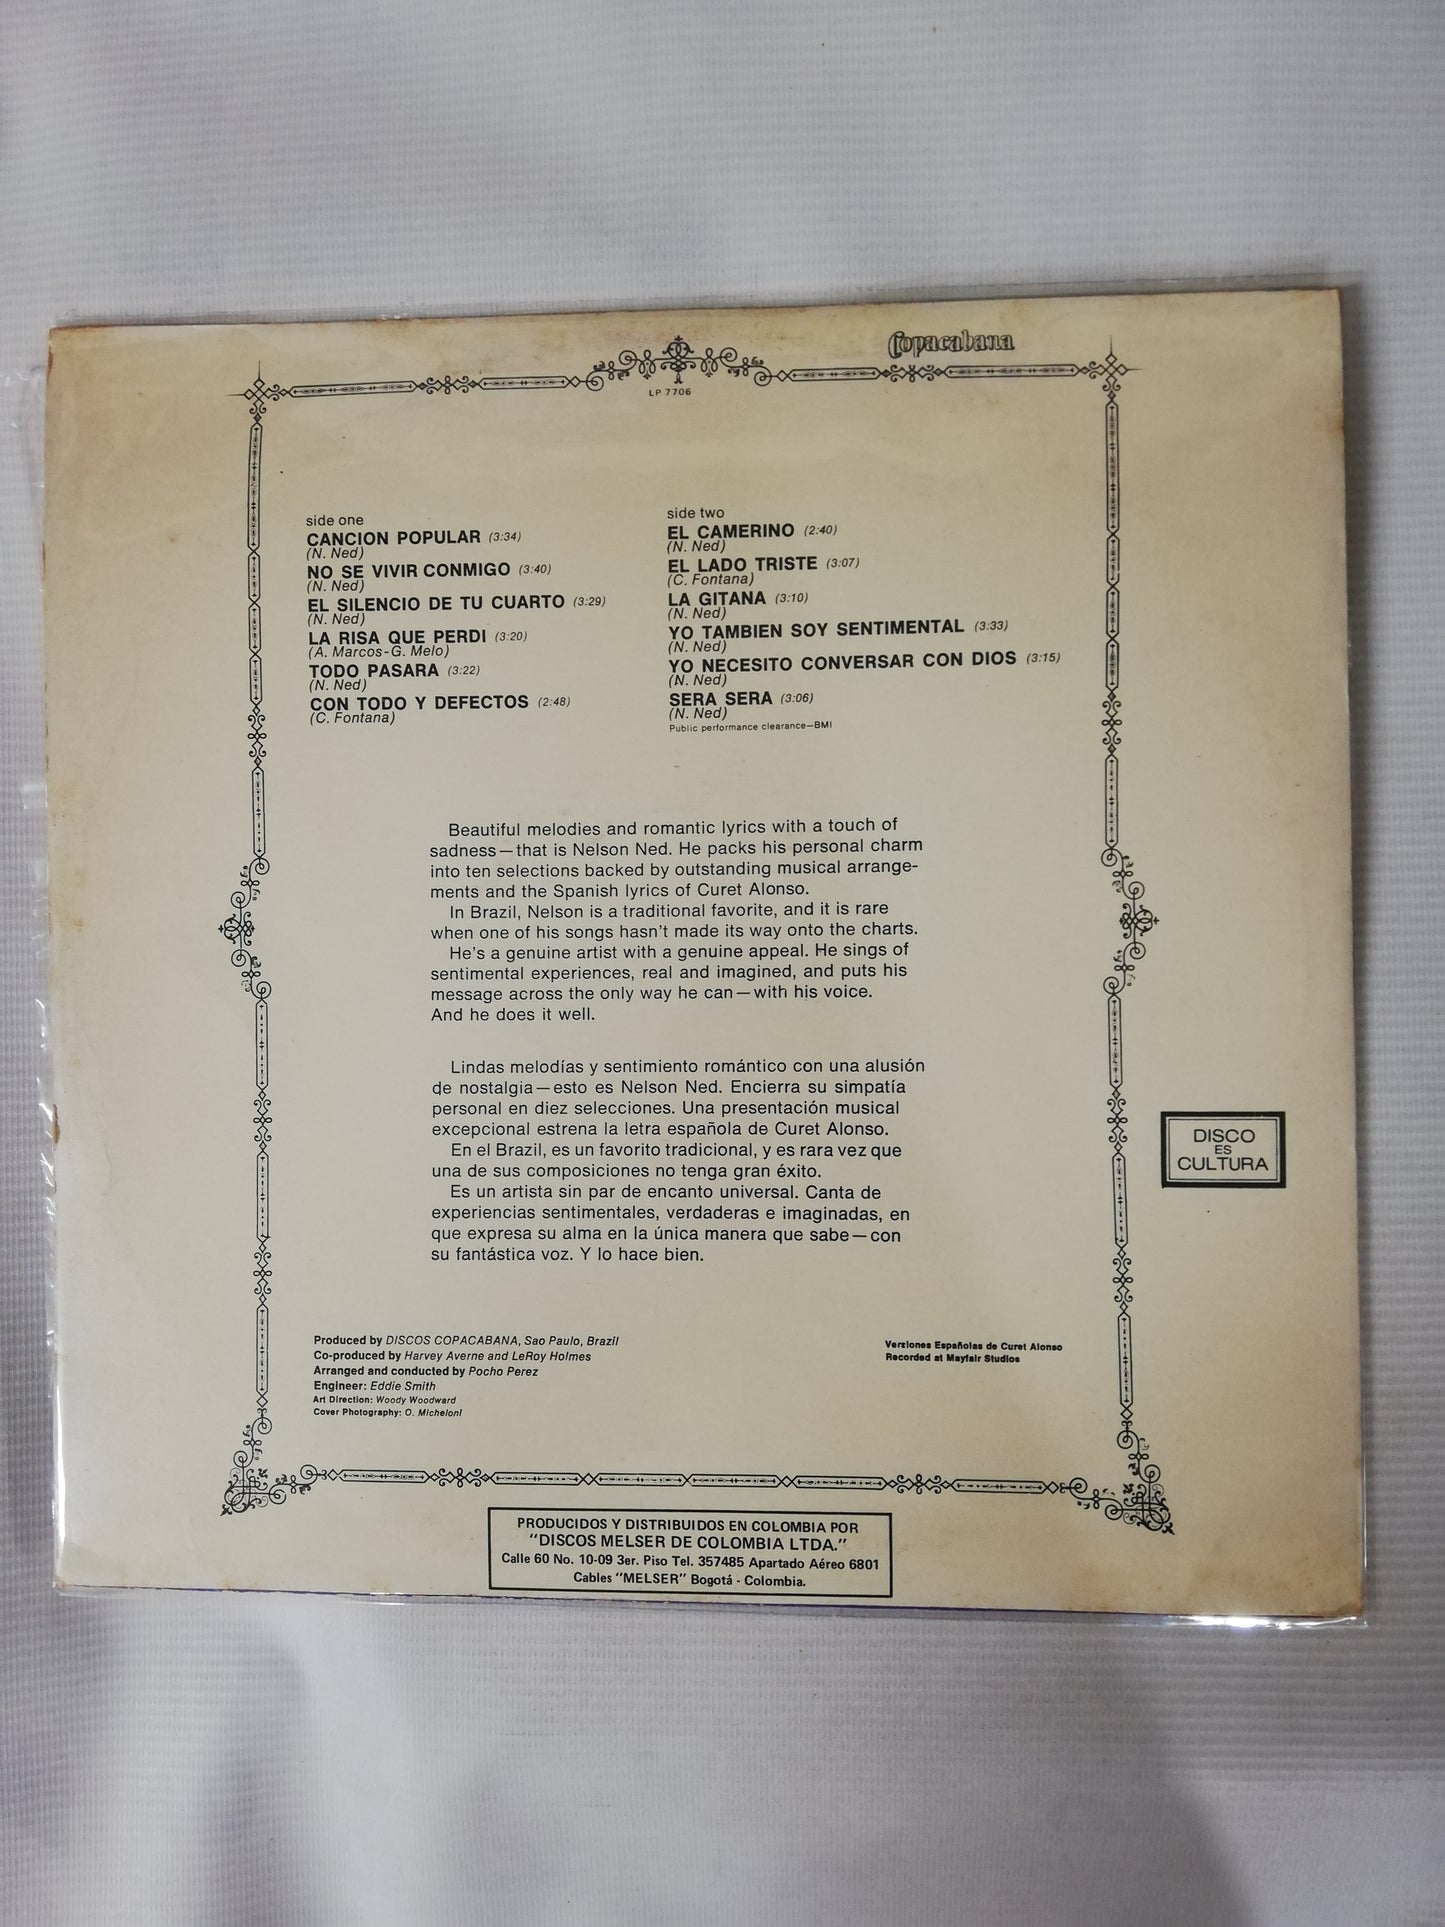 Copacabana
LP 7706
side one
CANCION POPULAR (3:34)
(N. Ned)
NO SE VIVIR CONMIGO (3:40)
(N. Ned)
EL SILENCIO DE TU CUARTO (3:29)
(N. Ned)
LA RISA QUE PERDI (3:20)
(A. Marcos-G. Melo)
TODO PASARA (3:22)
(N. Ned)
CON TODO Y DEFECTOS (2:48)
(C. Fontana)
side two
EL CAMERINO (2:40)
(N. Ned)
EL LADO TRISTE (3:07)
(C. Fontana)
LA GITANA (3:10)
(N. Ned)
YO TAMBIEN SOY SENTIMENTAL (3:33)
(N. Ned)
YO NECESITO CONVERSAR CON DIOS (3:15)
(N. Ned)
SERA SERA (3:06)
(N. Ned)
Public performance clearance—BMI
Beautiful melodies and romantic lyrics with a touch of
sadness—that is Nelson Ned. He packs his personal charm
into ten selections backed by outstanding musical arrange-
ments and the Spanish lyrics of Curet Alonso.
In Brazil, Nelson is a traditional favorite, and it is rare
when one of his songs hasn't made its way onto the charts.
He's a genuine artist with a genuine appeal. He sings of
sentimental experiences, real and imagined, and puts his
message across the only way he can—with his voice.
And he does it well.
Lindas melodías y sentimiento romántico con una alusión
de nostalgia—esto es Nelson Ned. Encierra su simpatía
personal en diez selecciones. Una presentación musical
excepcional estrena la letra española de Curet Alonso.
En el Brazil, es un favorito tradicional, y es rara vez que
una de sus composiciones no tenga gran éxito.
Es un artista sin par de encanto universal. Canta de
experiencias sentimentales, verdaderas e imaginadas, en
que expresa su alma en la única manera que sabe—con
su fantástica voz. Y lo hace bien.
DISCO
ES
CULTURA
Produced by DISCOS COPACABANA, Sao Paulo, Brazil
Co-produced by Harvey Averne and LeRoy Holmes
Arranged and conducted by Pocho Perez
Engineer: Eddie Smith
Art Direction: Woody Woodward
Cover Photography: O. Micheloni
Versiones Españolas de Curet Alonso
Recorded at Mayfair Studios
PRODUCIDOS Y DISTRIBUIDOS EN COLOMBIA POR
"DISCOS MELSER DE COLOMBIA LTDA."
Calle 60 No. 10-09 3er. Piso Tel. 357485 Apartado Aéreo 6801
Cables "MELSER" Bogotá - Colombia.